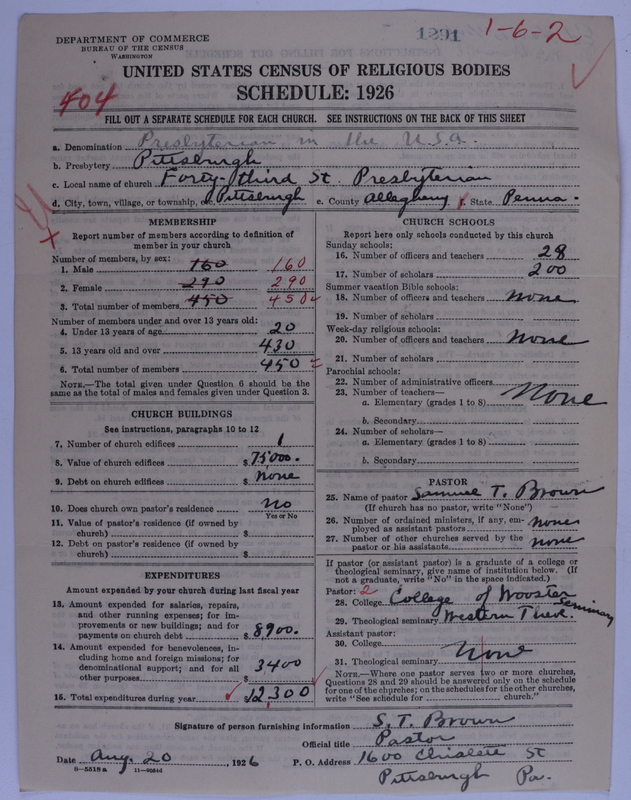 DEPARTMENT OF COMMERCE
BUREAU OF THE CENSUS
WASHINGTON
1291
1-6-2
UNITED STATES CENSUS OF RELIGIOUS BODIES
SCHEDULE: 1926
404
FILL OUT A SEPARATE SCHEDULE FOR EACH CHURCH. SEE INSTRUCTIONS ON THE BACK OF THIS SHEET
a. Denomination Presbyterian in the U.S.A.
b. Presbytery Pittsburgh
c. Local name of church Forty-third St. Presbyterian
d. City, town, village, or township, etc. Pittsburgh e. County Allegheny f. State Penna.
MEMBERSHIP
Report number of members according to definition of
member in your church
Number of members, by sex:
1. Male 160 160
2. Female 290 290
3. Total number of members 450 450
Number of members under and over 13 years old:
4. Under 13 years of age 20
5. 13 years old and over 430
6. Total number of members 450
NOTE.—The total given under Question 6 should be the
same as the total of males and females given under Question 3.
CHURCH BUILDINGS
See instructions, paragraphs 10 to 12
7. Number of church edifices 1
8. Value of church edifices $ 75000.
9. Debt on church edifices $ none
10. Does church own pastor's residence no
Yes or No
11. Value of pastor's residence (if owned by
church) $
12. Debt on pastor's residence (if owned by
church) $
EXPENDITURES
Amount expended by your church during last fiscal year
13. Amount expended for salaries, repairs,
and other running expenses; for im-
provements or new building; and for
payments on church debt $ 8900.
14. Amount expended for benevolences, in-
cluding home and foreign missions; for
denominational support; and for all
other purposes $ 3400
15. Total expenditures during year $ 12,300
CHURCH SCHOOLS
Report here only schools conducted by this church
Sunday schools:
16. Number of officers and teachers 28
17. Number of scholars 200
Summer vacation Bible schools:
18. Number of officers and teachers none
19. Number of scholars
Week-day religious schools:
20. Number of officers and teachers none
21. Number of scholars
Parochial schools:
22. Number of administrative officers
23. Number of teachers— None
a. Elementary (grades 1 to 8)
b. Secondary
24. Number of scholars—
a. Elementary (grades 1 to 8)
b. Secondary
PASTOR
25. Name of pastor Samuel T. Brown
(If church has no pastor, write "None")
26. Number of ordained ministers, if any, em-
ployed as assistant pastors none
27. Number of other churches served by the
pastor or his assistants none
If pastor (or assistant pastor) is a graduate of a college or
theological seminary, give name of institution below. (If
not a graduate, write "No" in the space indicated.)
Pastor: 2
28. College College of Wooster
29. Theological seminary Western Theol. Seminary
Assistant pastor:
30. College
31. Theological seminary None
NOTE.—Where one pastor serves two or more churches,
Questions 28 and 29 should be answered only on the schedule
for one of the churches; on the schedules for the other churches,
write "See schedule for church."
Signature of person furnishing information S. T. Brown
Official title Pastor
Date Aug. 20, 1926 P. O. Address 1600 St
Pittsburgh Pa.
8-5518a